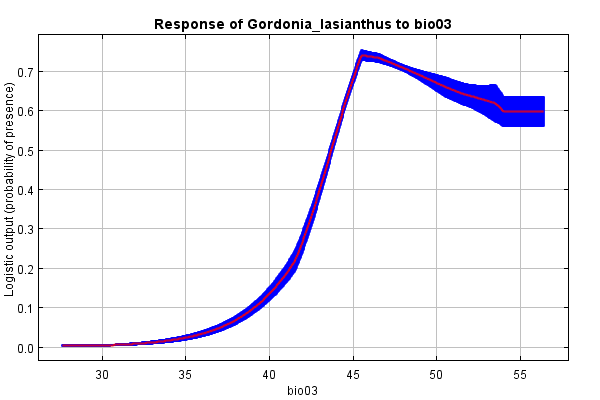 Response of Gordonia_lasianthus to bio03
Logistic output (probability of presence)
0.7
0.6
0.5
0.4
0.3
0.2
0.1
0.0
30 35 40 45 50 55
bio03